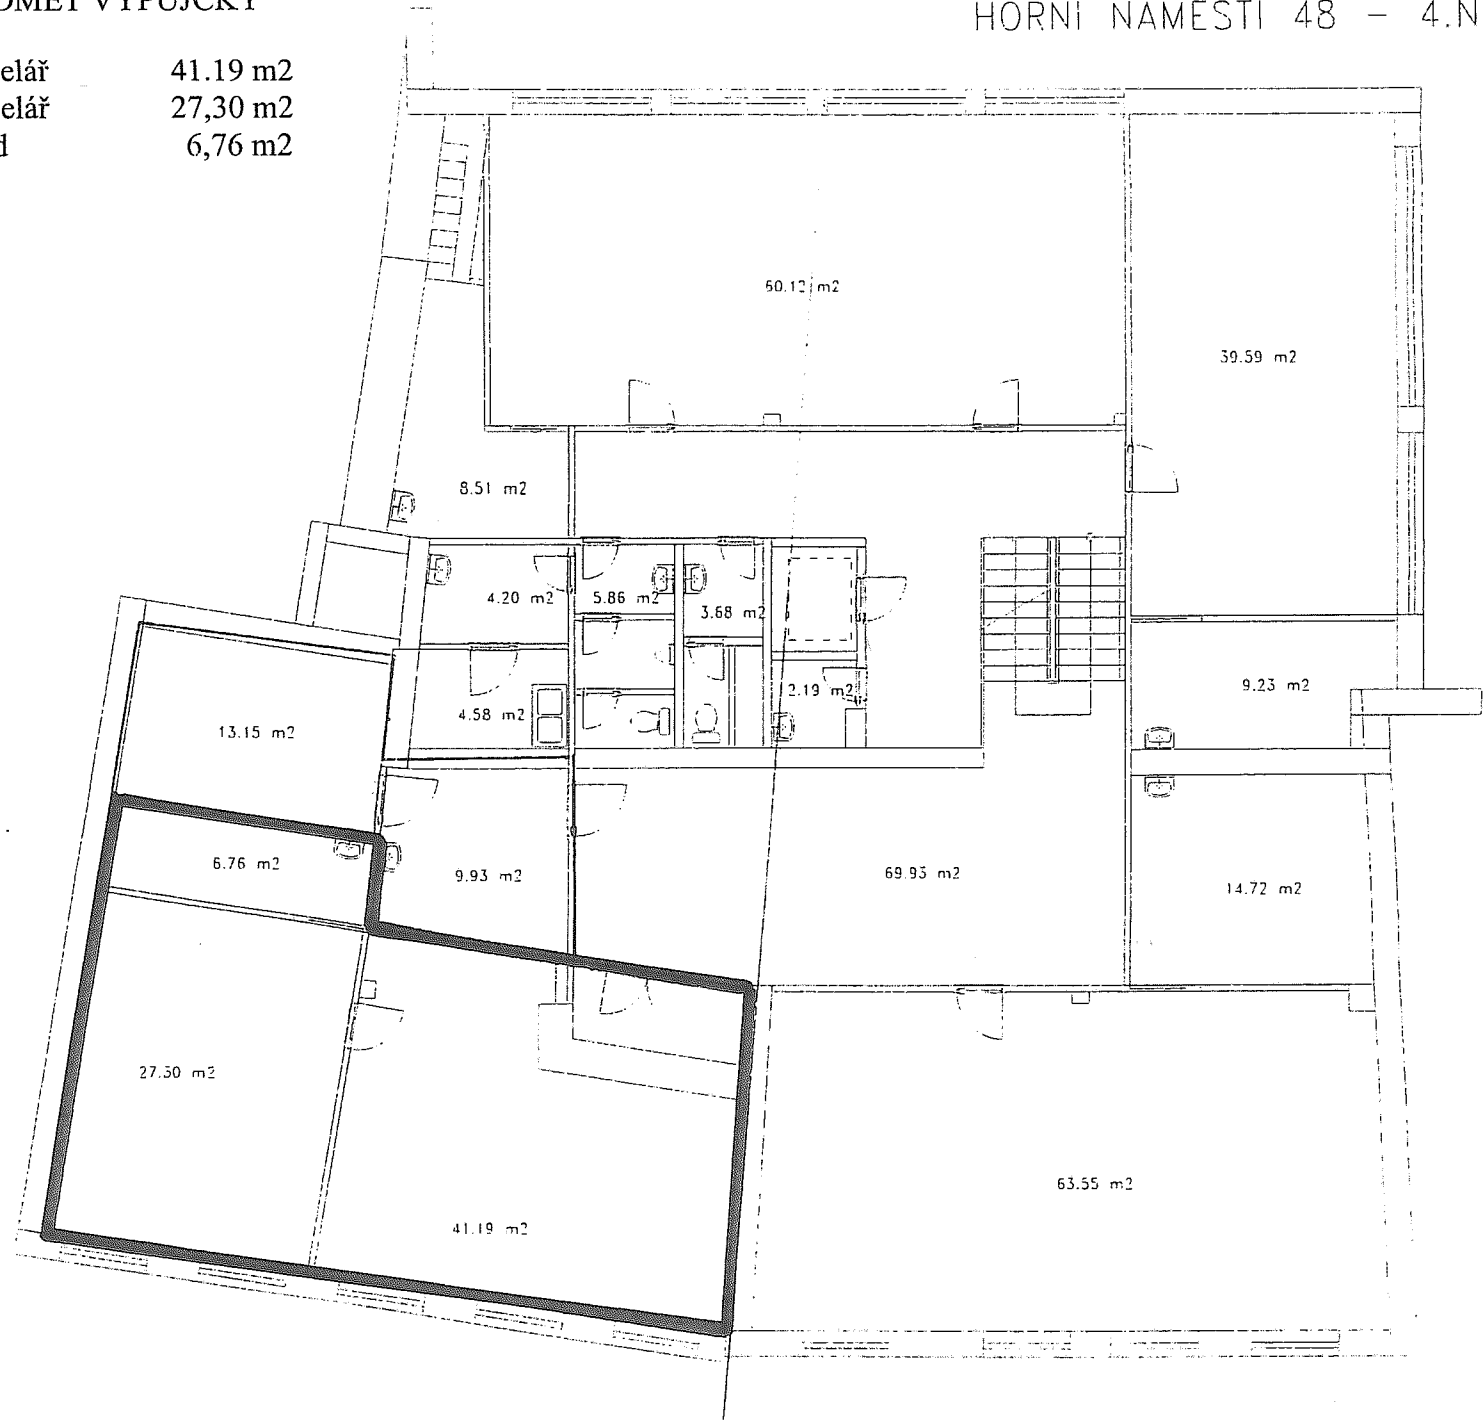 HORNÍ NÁMĚSTÍ 48 – 4.N
OMĚT VÝPŮJČKY
elář 41.19 m2
elář 27,30 m2
d 6,76 m2
60.12 m2
39.59 m2
8.51 m2
4.20 m2
5.86 m2
3.68 m2
4.58 m2
2.19 m2
9.23 m2
13.15 m2
6.76 m2
9.93 m2
69.93 m2
14.72 m2
27.30 m2
41.19 m2
63.55 m2